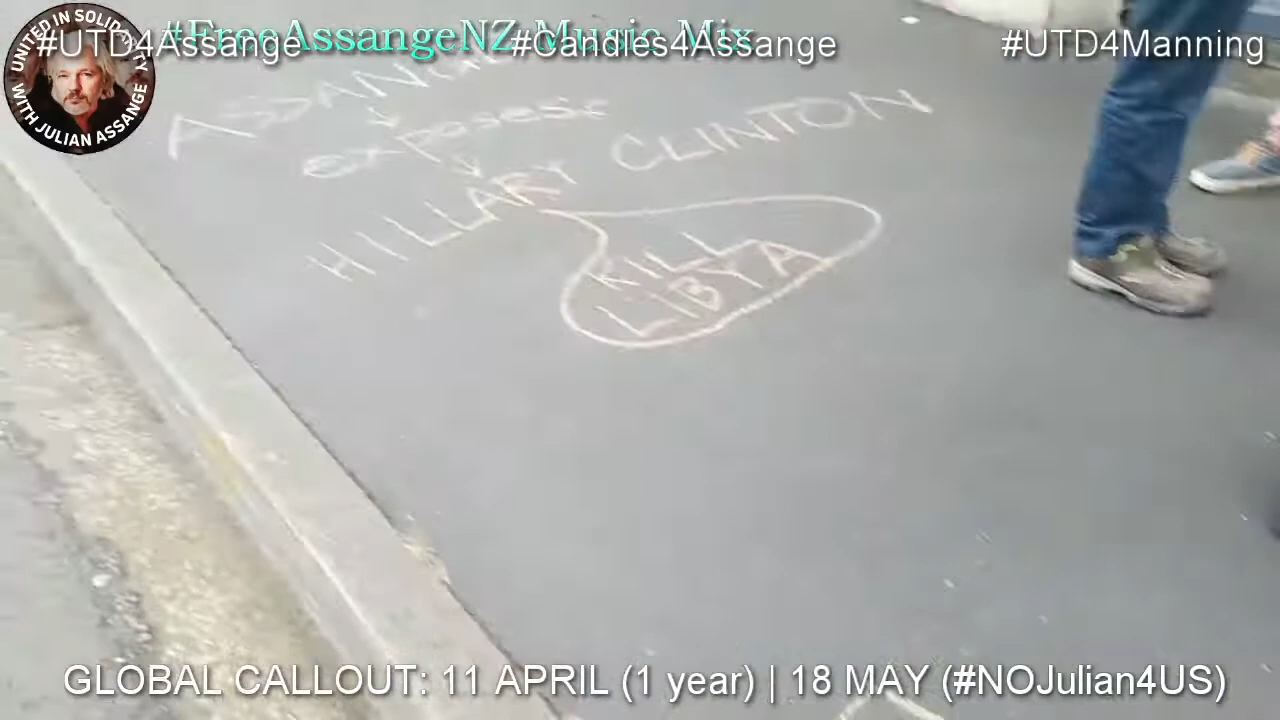 UNITED IN SOLIDARITY
WITH JULIAN ASSANGE
#FreeAssangeNZ Music Mix
#UTD4Assange
#Candles4Assange
#UTD4Manning
ASSANGE
exposes
HILLARY CLINTON
KILL
LIBYA
GLOBAL CALLOUT: 11 APRIL (1 year) | 18 MAY (#NOJulian4US)